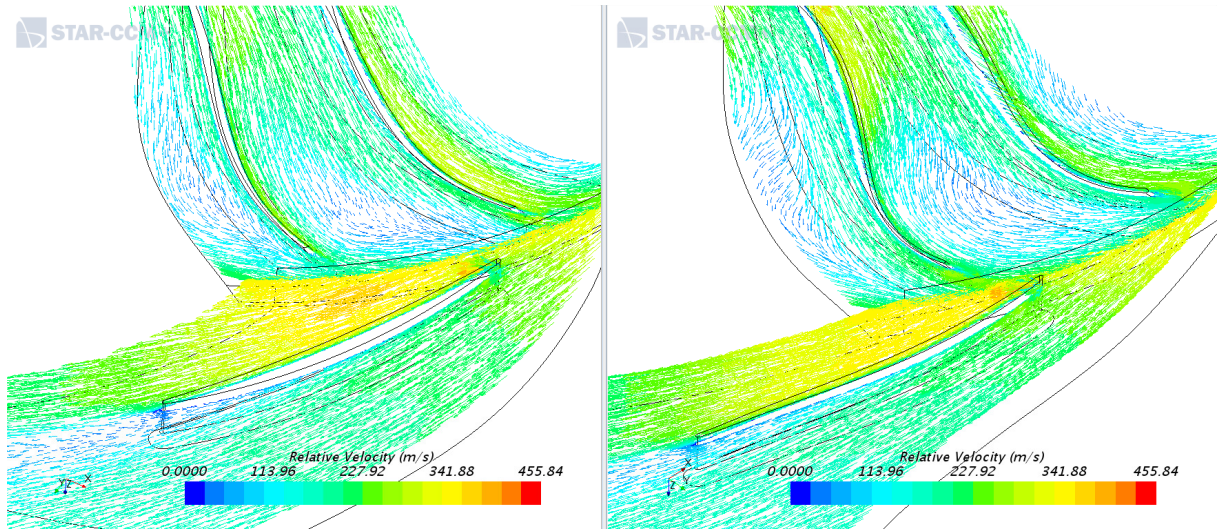 STAR-CC
STAR-CC
Relative Velocity (m/s)
0.0000 113.96 227.92 341.88 455.84
Relative Velocity (m/s)
0.0000 113.96 227.92 341.88 455.84
Y Z X
X Z Y